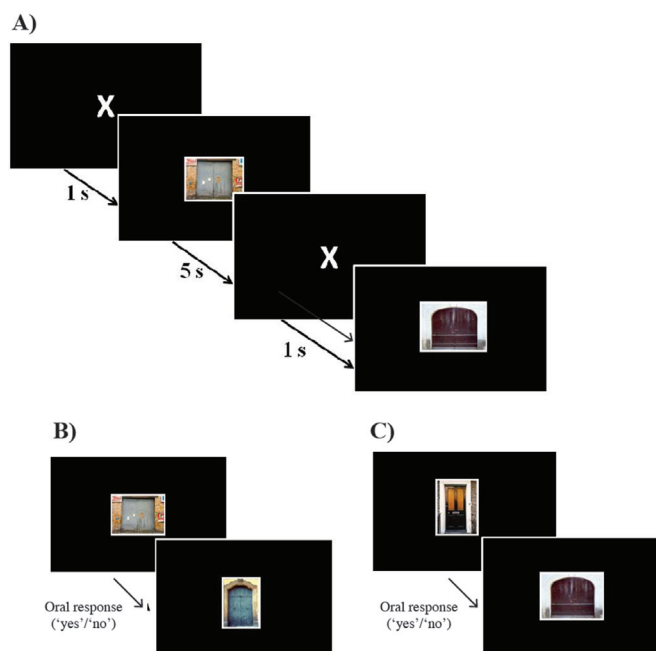 A)
X
1 s
5 s
X
1 s
B)
Oral response
('yes'/'no')
C)
Oral response
('yes'/'no')